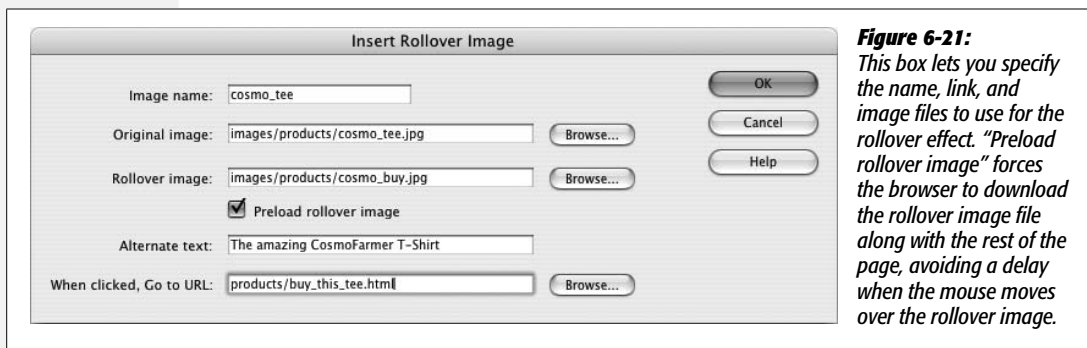 Insert Rollover Image
Image name: cosmo_tee
Original image: images/products/cosmo_tee.jpg Browse...
Rollover image: images/products/cosmo_buy.jpg Browse...
Preload rollover image
Alternate text: The amazing CosmoFarmer T-Shirt
When clicked, Go to URL: products/buy_this_tee.html Browse...
OK
Cancel
Help
Figure 6-21:
This box lets you specify
the name, link, and
image files to use for the
rollover effect. “Preload
rollover image” forces
the browser to download
the rollover image file
along with the rest of the
page, avoiding a delay
when the mouse moves
over the rollover image.